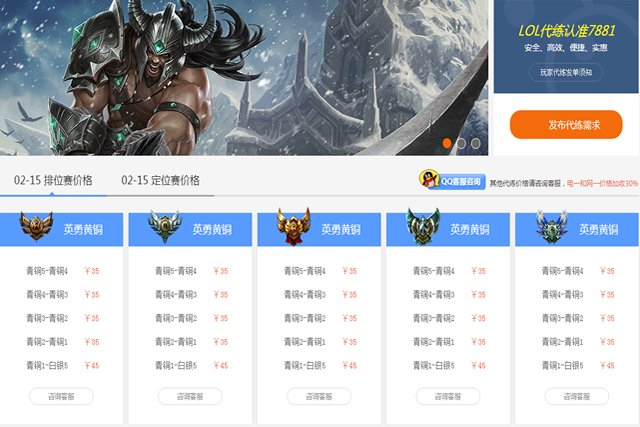 LOL代练认准7881
安全、高效、便捷、实惠
玩家代练发单须知
发布代练需求
02-15 排位赛价格
02-15 定位赛价格
QQ客服咨询
其他代练价格请咨询客服，电一和网一价格加收30%
英勇黄铜
青铜5-青铜4 ￥35
青铜4-青铜3 ￥35
青铜3-青铜2 ￥35
青铜2-青铜1 ￥35
青铜1-白银5 ￥45
咨询客服
英勇黄铜
青铜5-青铜4 ￥35
青铜4-青铜3 ￥35
青铜3-青铜2 ￥35
青铜2-青铜1 ￥35
青铜1-白银5 ￥45
咨询客服
英勇黄铜
青铜5-青铜4 ￥35
青铜4-青铜3 ￥35
青铜3-青铜2 ￥35
青铜2-青铜1 ￥35
青铜1-白银5 ￥45
咨询客服
英勇黄铜
青铜5-青铜4 ￥35
青铜4-青铜3 ￥35
青铜3-青铜2 ￥35
青铜2-青铜1 ￥35
青铜1-白银5 ￥45
咨询客服
英勇黄铜
青铜5-青铜4 ￥35
青铜4-青铜3 ￥35
青铜3-青铜2 ￥35
青铜2-青铜1 ￥35
青铜1-白银5 ￥45
咨询客服